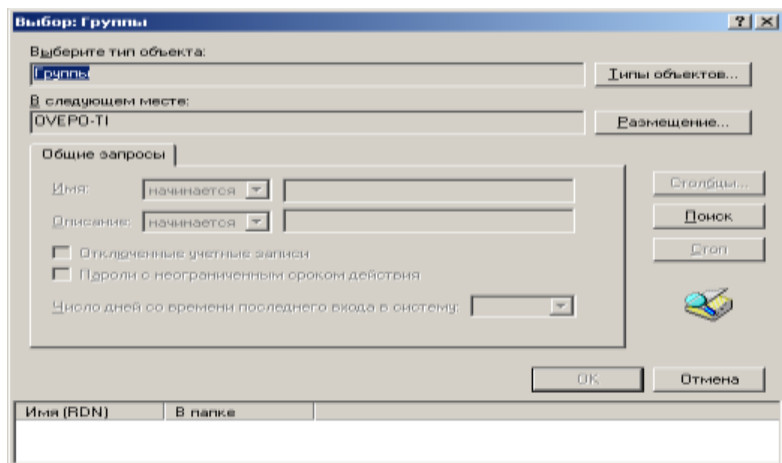 Выбор: Группы
Выберите тип объекта:
Группы
Типы объектов...
В следующем месте:
OVEPO-TI
Размещение...
Общие запросы
Имя:
начинается
Столбцы...
Описание:
начинается
Поиск
Отключенные учетные записи
Стоп
Пароли с неограниченным сроком действия
Число дней со времени последнего входа в систему:
OK
Отмена
Имя (RDN)
В папке